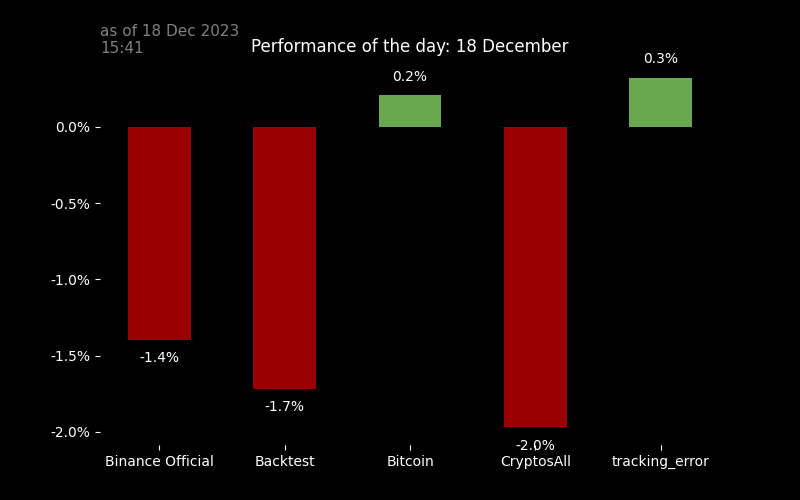 as of 18 Dec 2023
15:41
Performance of the day: 18 December
0.3%
0.2%
0.0%
-0.5%
-1.0%
-1.5%
-1.4%
-1.7%
-2.0%
-2.0%
Binance Official
Backtest
Bitcoin
CryptosAll
tracking_error